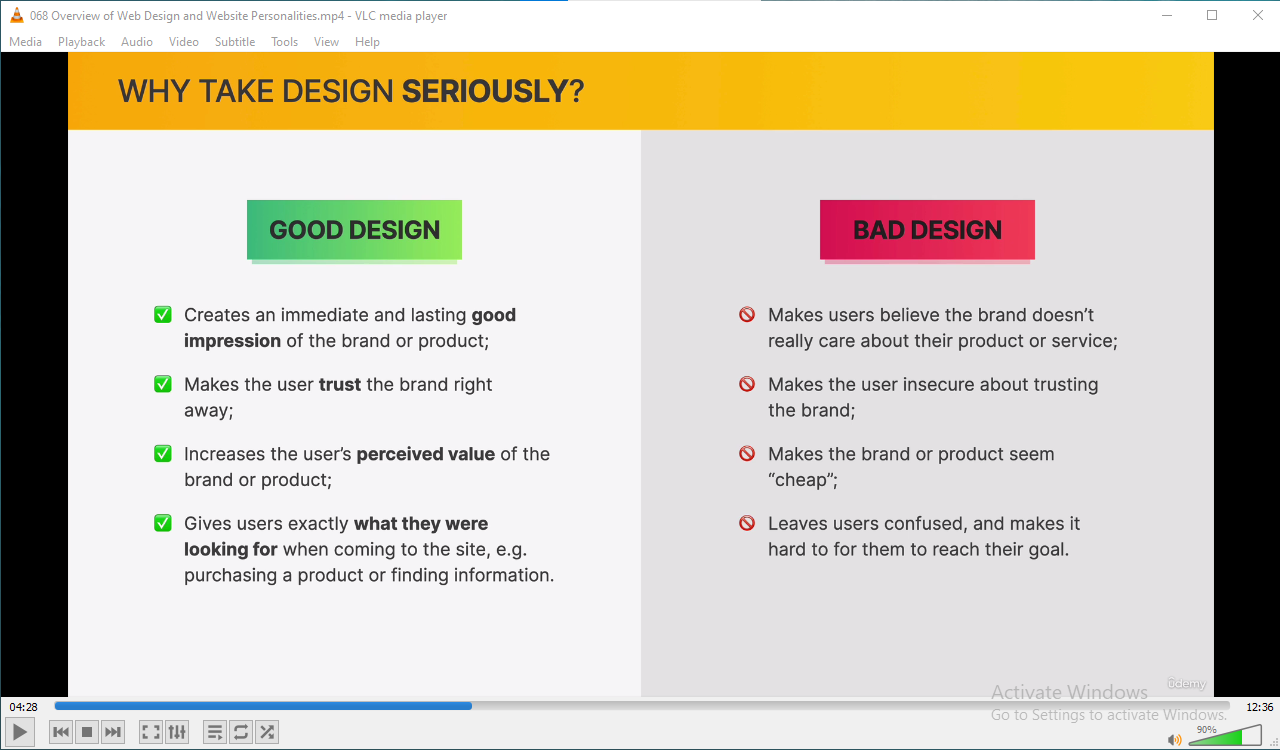 068 Overview of Web Design and Website Personalities.mp4 - VLC media player
Media Playback Audio Video Subtitle Tools View Help
WHY TAKE DESIGN SERIOUSLY?
GOOD DESIGN
Creates an immediate and lasting good
impression of the brand or product;
Makes the user trust the brand right
away;
Increases the user's perceived value of the
brand or product;
Gives users exactly what they were
looking for when coming to the site, e.g.
purchasing a product or finding information.
BAD DESIGN
Makes users believe the brand doesn't
really care about their product or service;
Makes the user insecure about trusting
the brand;
Makes the brand or product seem
“cheap”;
Leaves users confused, and makes it
hard to for them to reach their goal.
Udemy
Activate Windows
Go to Settings to activate Windows.
04:28
12:36
90%